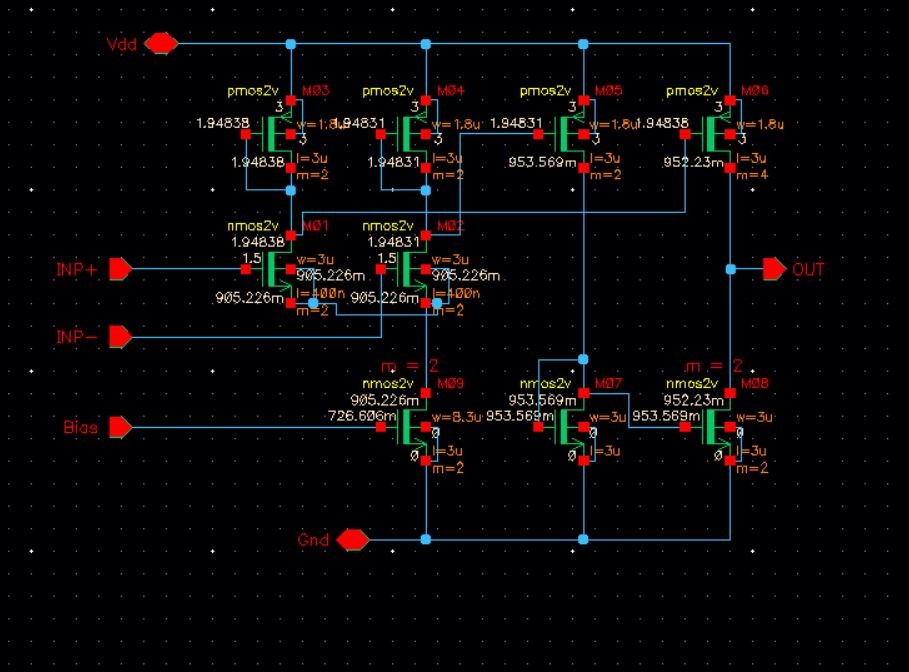 Vdd
pmos2v M03 pmos2v M04 pmos2v M05 pmos2v M06
3 3 3 3
1.94838 w=1.8u 1.94831 w=1.8u 1.94831 w=1.8u 1.94838 w=1.8u
3 3 3 3
1.94838 l=3u 1.94831 l=3u 953.569m l=3u 952.23m l=3u
m=2 m=2 m=2 m=4
nmos2v M01 nmos2v M02
1.94838 1.94831
1.5 w=3u 1.5 w=3u
INP+ 905.226m 905.226m OUT
905.226m l=400n 905.226m l=400n
m=2 m=2
INP-
m = 2 m = 2
nmos2v M09 nmos2v M07 nmos2v M08
905.226m 953.569m 952.23m
726.606m w=8.3u 953.569m w=3u 953.569m w=3u
Bias 0 0 0
0 l=3u 0 l=3u 0 l=3u
m=2 m=2 m=2
Gnd